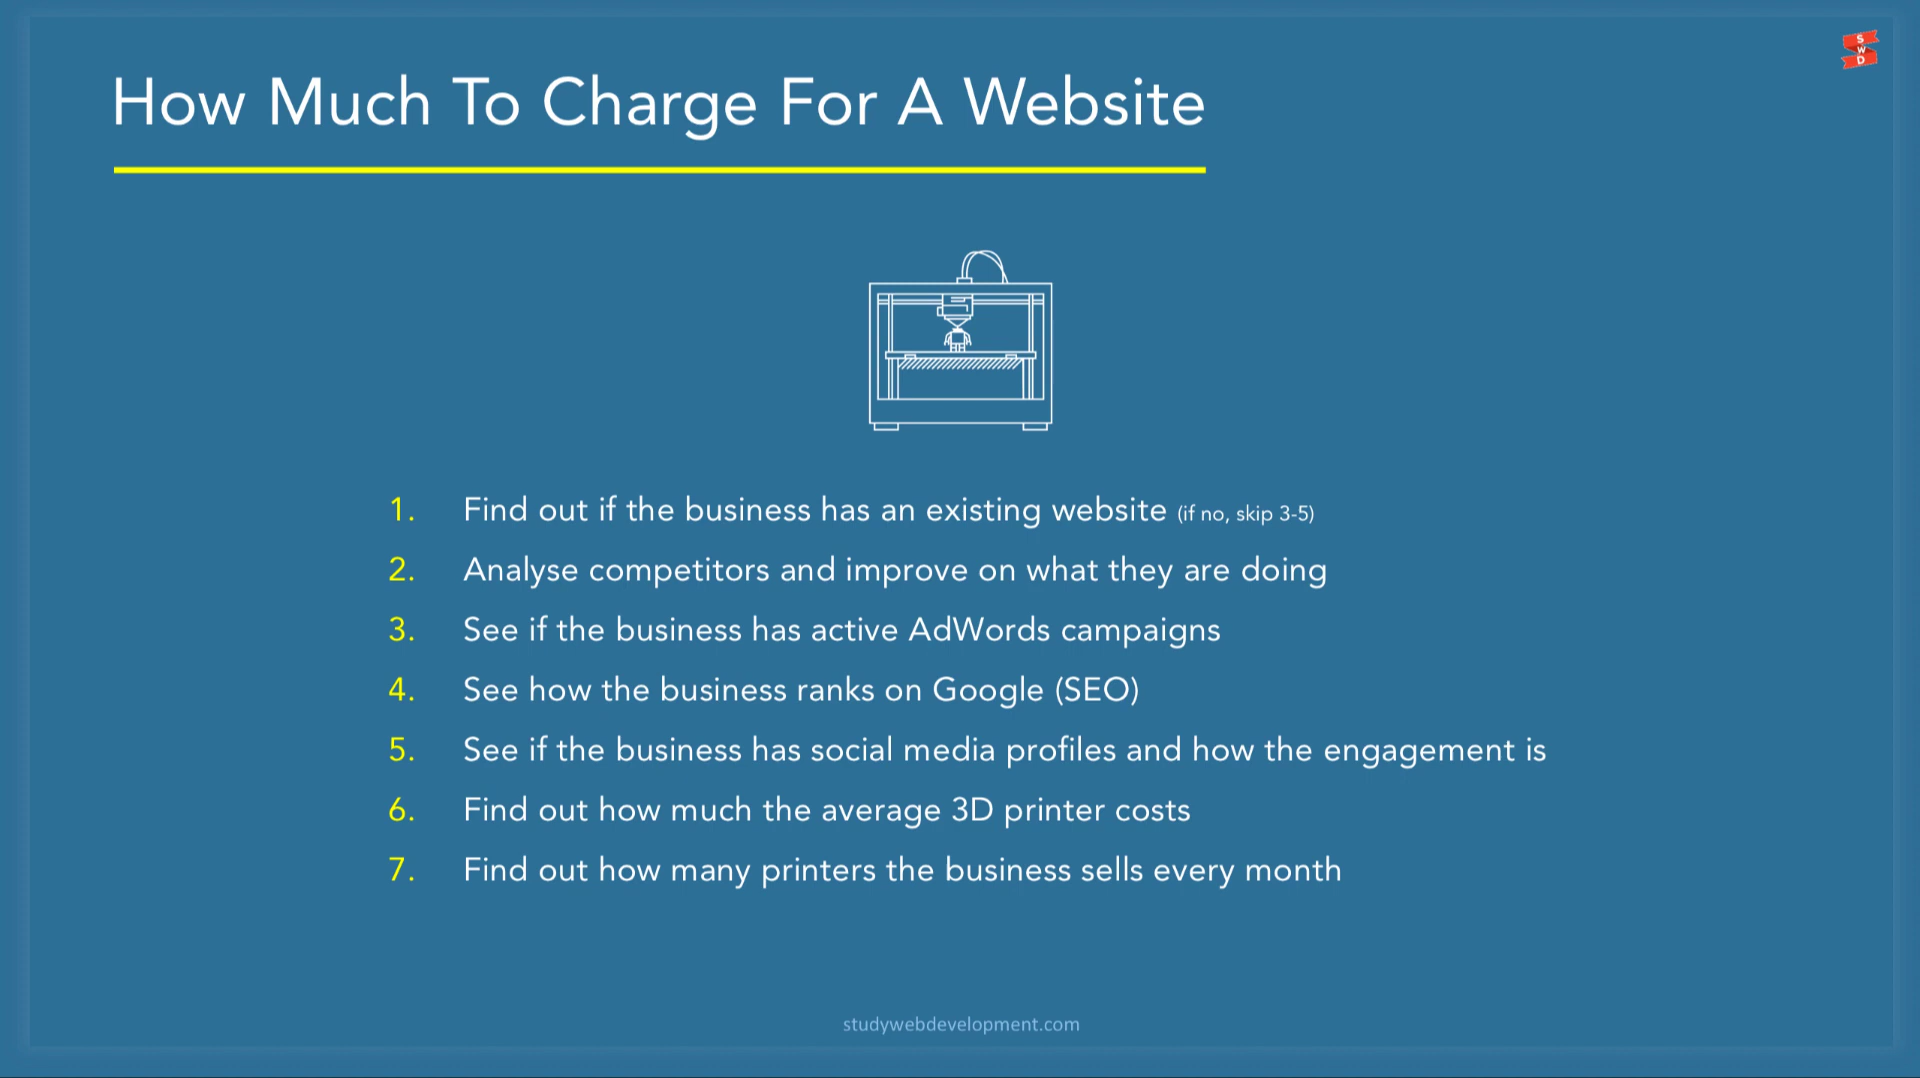 How Much To Charge For A Website
S
W
D
1. Find out if the business has an existing website (if no, skip 3-5)
2. Analyse competitors and improve on what they are doing
3. See if the business has active AdWords campaigns
4. See how the business ranks on Google (SEO)
5. See if the business has social media profiles and how the engagement is
6. Find out how much the average 3D printer costs
7. Find out how many printers the business sells every month
studywebdevelopment.com